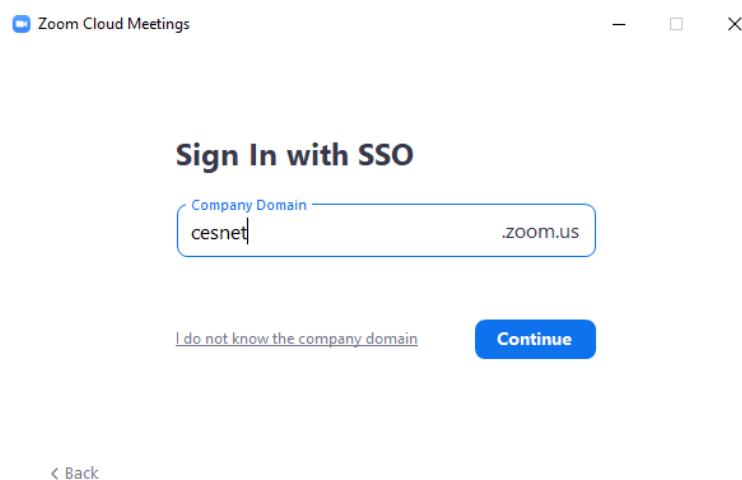 Zoom Cloud Meetings
Sign In with SSO
Company Domain
cesnet .zoom.us
I do not know the company domain
Continue
Back